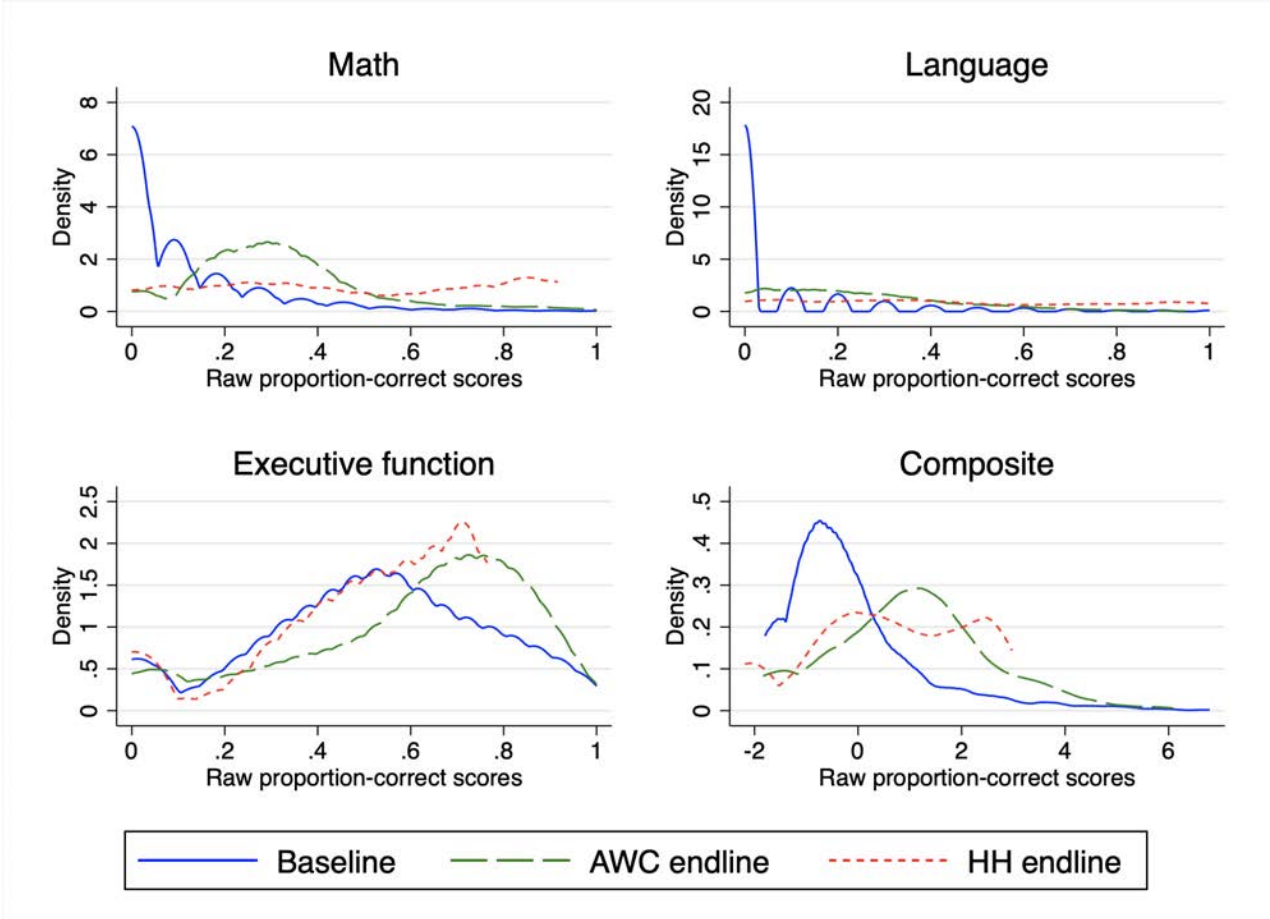 Math
Density
0 2 4 6 8
0 .2 .4 .6 .8 1
Raw proportion-correct scores
Language
Density
0 5 10 15 20
0 .2 .4 .6 .8 1
Raw proportion-correct scores
Executive function
Density
0 .5 1 1.5 2 2.5
0 .2 .4 .6 .8 1
Raw proportion-correct scores
Composite
Density
0 .1 .2 .3 .4 .5
-2 0 2 4 6
Raw proportion-correct scores
Baseline AWC endline HH endline